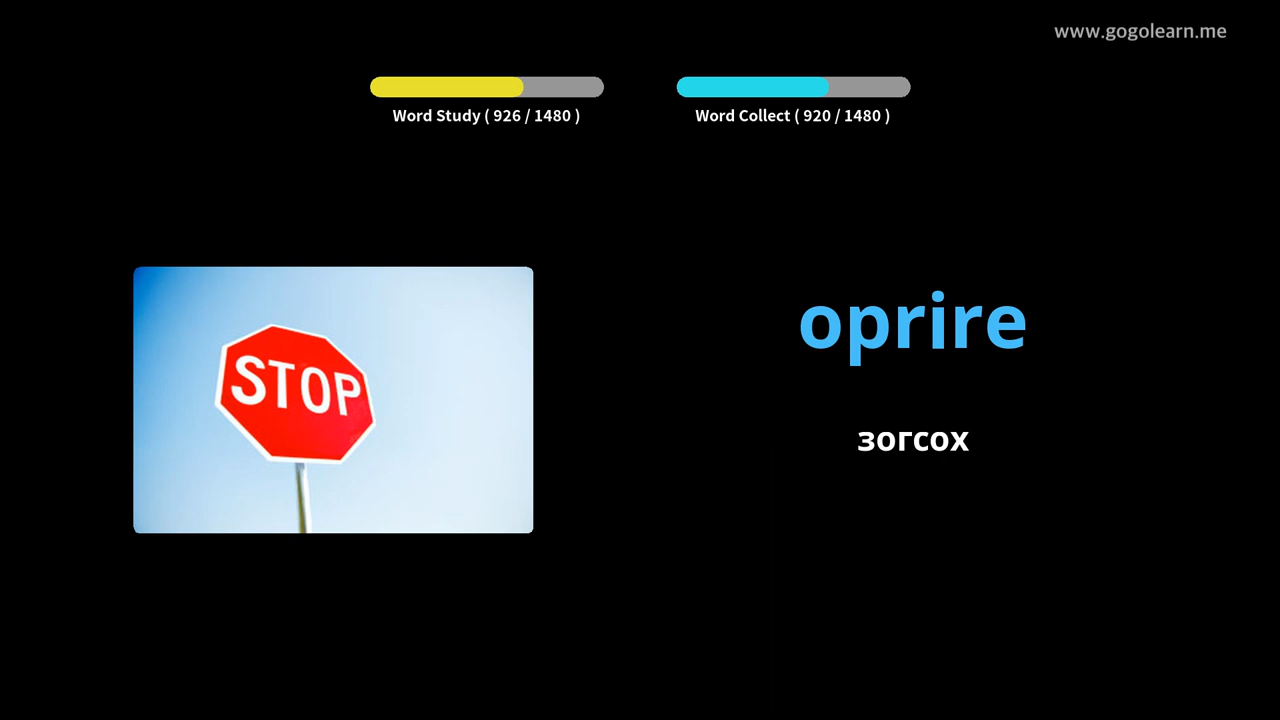 www.gogolearn.me
Word Study ( 926 / 1480 )
Word Collect ( 920 / 1480 )
STOP
oprire
зогсох